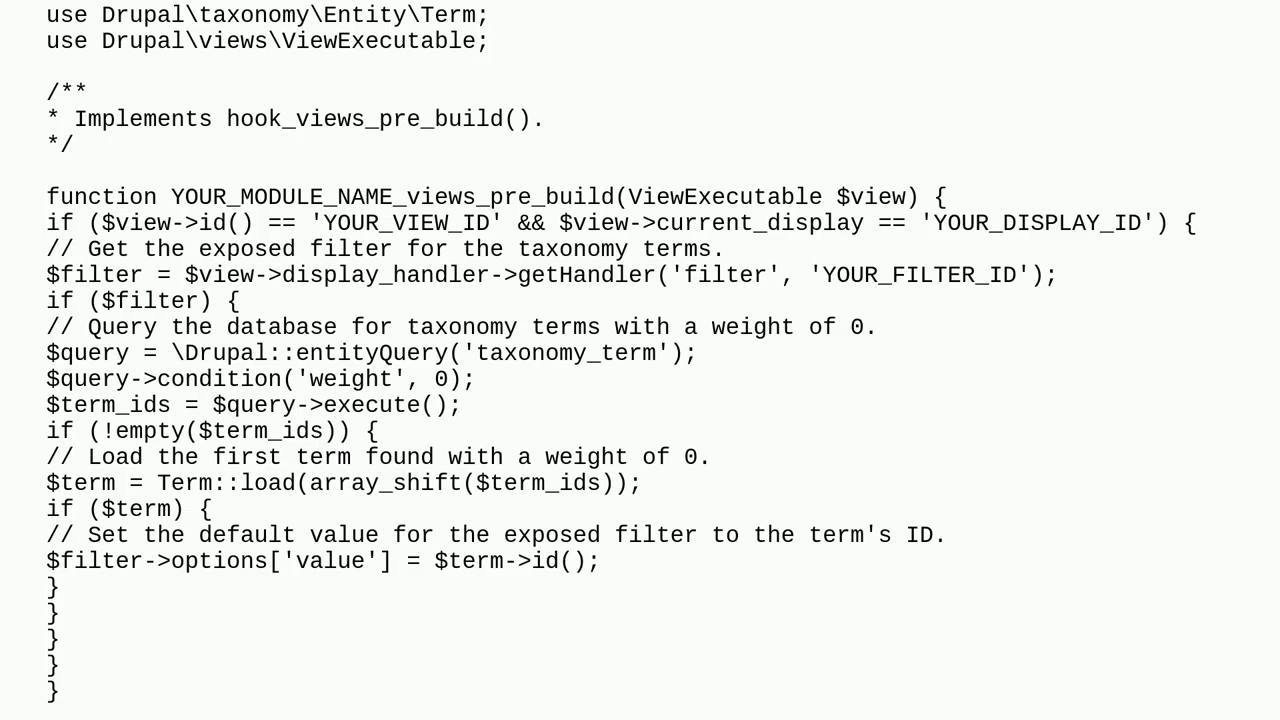 use Drupal\taxonomy\Entity\Term;
use Drupal\views\ViewExecutable;

/**
* Implements hook_views_pre_build().
*/

function YOUR_MODULE_NAME_views_pre_build(ViewExecutable $view) {
if ($view->id() == 'YOUR_VIEW_ID' && $view->current_display == 'YOUR_DISPLAY_ID') {
// Get the exposed filter for the taxonomy terms.
$filter = $view->display_handler->getHandler('filter', 'YOUR_FILTER_ID');
if ($filter) {
// Query the database for taxonomy terms with a weight of 0.
$query = \Drupal::entityQuery('taxonomy_term');
$query->condition('weight', 0);
$term_ids = $query->execute();
if (!empty($term_ids)) {
// Load the first term found with a weight of 0.
$term = Term::load(array_shift($term_ids));
if ($term) {
// Set the default value for the exposed filter to the term's ID.
$filter->options['value'] = $term->id();
}
}
}
}
}